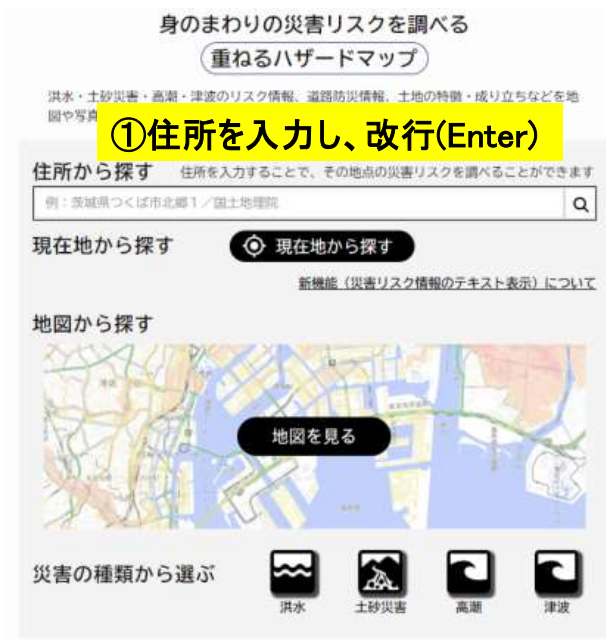 身のまわりの災害リスクを調べる
重ねるハザードマップ
洪水・土砂災害・高潮・津波のリスク情報、道路防災情報、土地の特徴・成り立ちなどを地
図や写真
①住所を入力し、改行(Enter)
住所から探す 住所を入力することで、その地点の災害リスクを調べることができます
例：茨城県つくば市北郷１／国土地理院
現在地から探す 現在地から探す
新機能（災害リスク情報のテキスト表示）について
地図から探す
地図を見る
災害の種類から選ぶ
洪水 土砂災害 高潮 津波